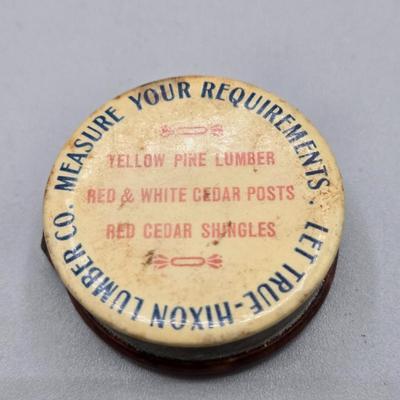 LET TRUE-HIXON LUMBER CO. MEASURE YOUR REQUIREMENTS.
YELLOW PINE LUMBER
RED & WHITE CEDAR POSTS
RED CEDAR SHINGLES